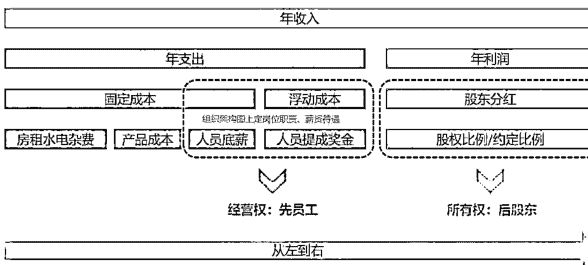 年收入
年支出
年利润
固定成本
浮动成本
股东分红
组织架构图上定岗位职责、薪资待遇
房租水电杂费
产品成本
人员底薪
人员提成奖金
股权比例/约定比例
经营权：先员工
所有权：后股东
从左到右